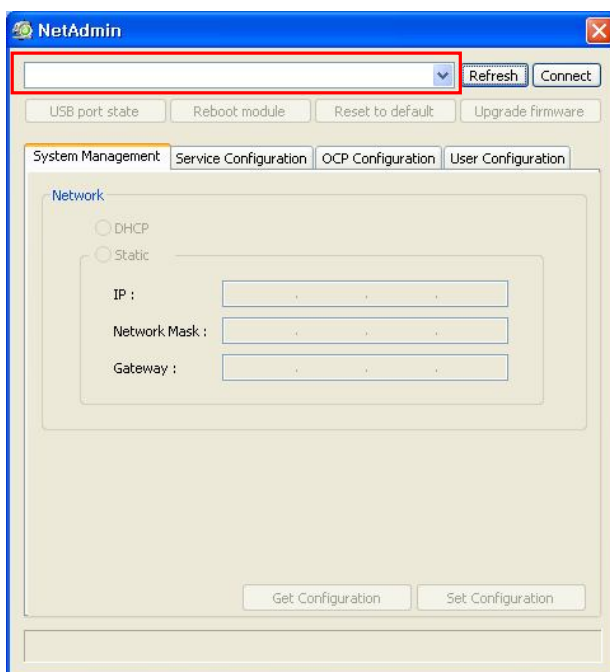 NetAdmin
Refresh Connect
USB port state Reboot module Reset to default Upgrade firmware
System Management Service Configuration OCP Configuration User Configuration
Network
DHCP
Static
IP :
. . .
Network Mask :
. . .
Gateway :
. . .
Get Configuration Set Configuration